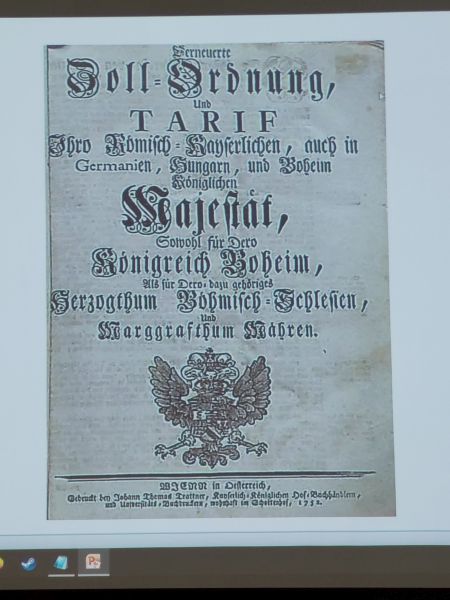 Verneuerte
Zoll-Ordnung,
Und
TARIF
Ihro Römisch-Kayserlichen, auch in
Germanien, Hungarn, und Boheim
Königlichen
Majestät,
Sowohl für Dero
Königreich Boheim,
Als für Dero-dazu gehöriges
Herzogthum Böhmisch-Schlesien,
Und
Marggrafthum Mähren.
WIENN in Oesterreich,
Gedruckt bey Johann Thomas Trattner, Kayserlich-Königlichen Hof-Buchhändlern,
und Universitäts-Buchdruckern, wohnhaft im Schottenhof, 1752.